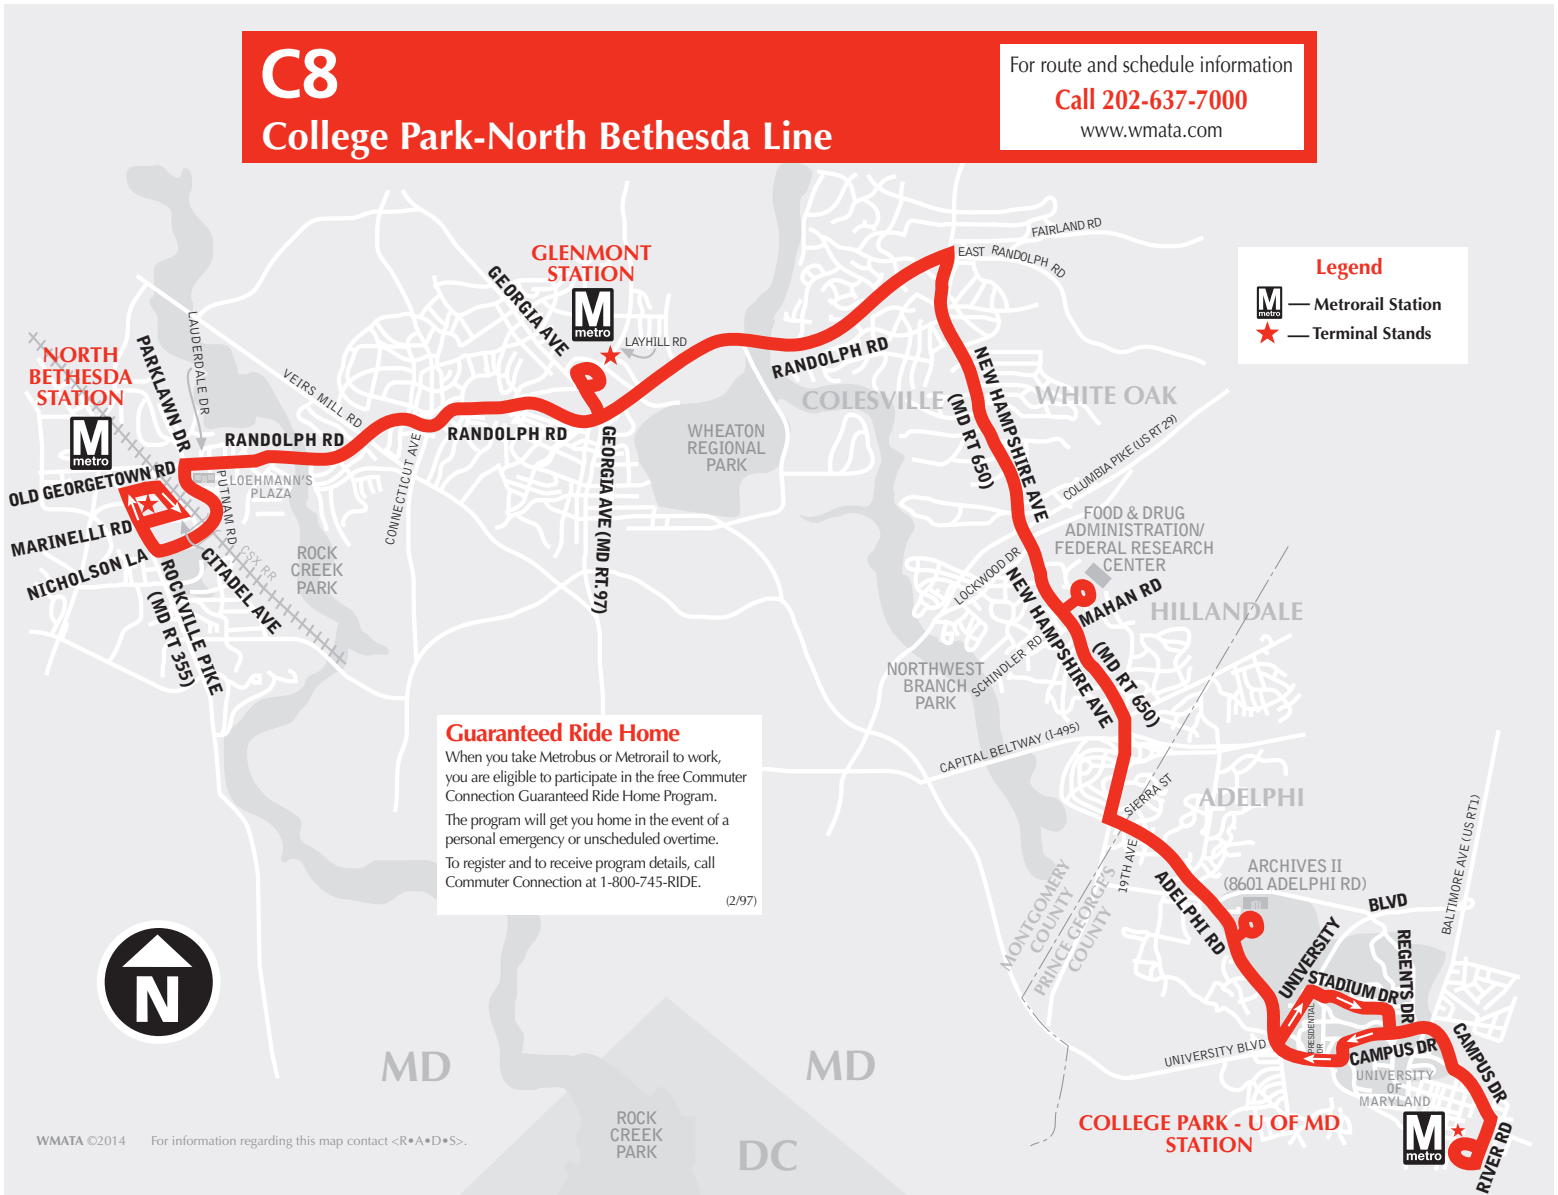 C8
College Park-North Bethesda Line
For route and schedule information
Call 202-637-7000
www.wmata.com
Legend
M metro — Metrorail Station
— Terminal Stands
FAIRLAND RD
EAST RANDOLPH RD
GLENMONT
STATION
M
metro
GEORGIA AVE
LAYHILL RD
RANDOLPH RD
NORTH
BETHESDA
STATION
M
metro
PARKLAWN DR
LAUDERDALE DR
VEIRS MILL RD
RANDOLPH RD
RANDOLPH RD
CONNECTICUT AVE
GEORGIA AVE (MD RT.97)
OLD GEORGETOWN RD
LOEHMANN'S
PLAZA
PUTNAM RD
MARINELLI RD
NICHOLSON LA
CSX RR
CITADEL AVE
ROCKVILLE PIKE
(MD RT 355)
ROCK
CREEK
PARK
WHEATON
REGIONAL
PARK
COLESVILLE
WHITE OAK
NEW HAMPSHIRE AVE
(MD RT 650)
COLUMBIA PIKE (US RT 29)
FOOD & DRUG
ADMINISTRATION/
FEDERAL RESEARCH
CENTER
LOCKWOOD DR
MAHAN RD
HILLANDALE
NEW HAMPSHIRE AVE
(MD RT 650)
SCHINDLER RD
NORTHWEST
BRANCH
PARK
CAPITAL BELTWAY (I-495)
SIERRA ST
ADELPHI
19TH AVE
MONTGOMERY
COUNTY
PRINCE GEORGE'S
COUNTY
ARCHIVES II
(8601 ADELPHI RD)
ADELPHI RD
BALTIMORE AVE (US RT1)
UNIVERSITY BLVD
REGENTS DR
STADIUM DR
PRESIDENTIAL
DR
UNIVERSITY BLVD
CAMPUS DR
CAMPUS DR
UNIVERSITY
OF
MARYLAND
COLLEGE PARK - U OF MD
STATION
M
metro
RIVER RD
Guaranteed Ride Home
When you take Metrobus or Metrorail to work,
you are eligible to participate in the free Commuter
Connection Guaranteed Ride Home Program.
The program will get you home in the event of a
personal emergency or unscheduled overtime.
To register and to receive program details, call
Commuter Connection at 1-800-745-RIDE.
(2/97)
N
MD
MD
DC
ROCK
CREEK
PARK
WMATA ©2014 For information regarding this map contact <R•A•D•S>.